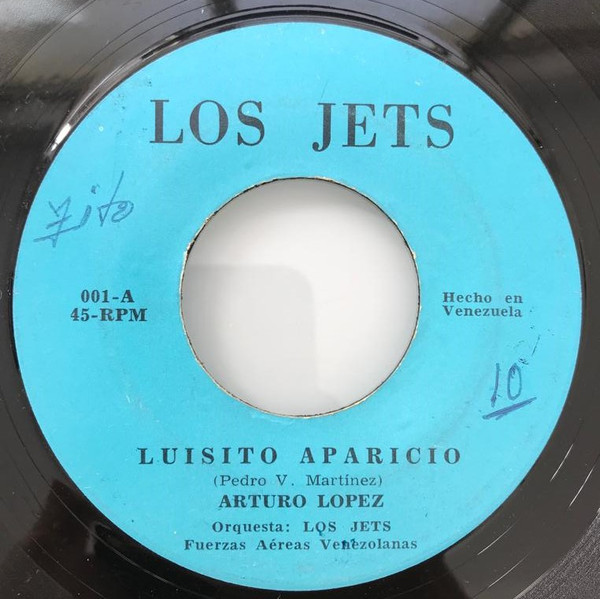 LOS JETS
Zito
001-A
45-RPM
Hecho en
Venezuela
10
LUISITO APARICIO
(Pedro V. Martínez)
ARTURO LOPEZ
Orquesta: LOS JETS
Fuerzas Aéreas Venezolanas